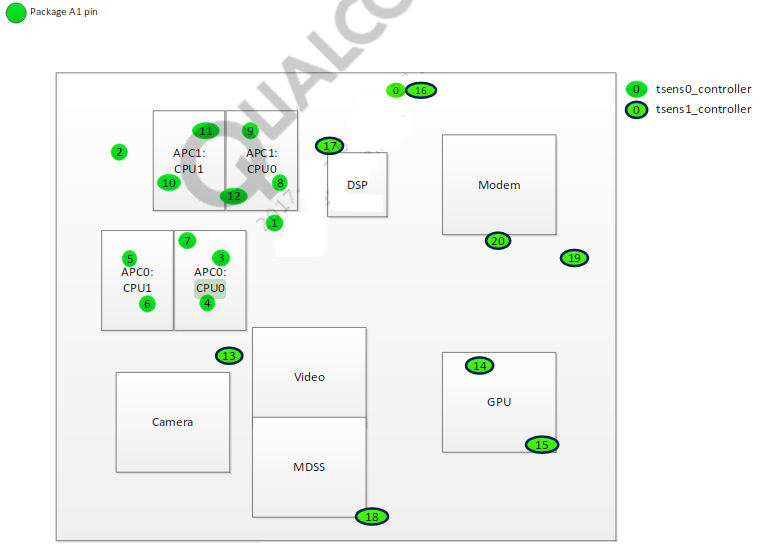 Package A1 pin
QUALCO
0
16
0 tsens0_controller
0 tsens1_controller
11
9
17
2
APC1:
CPU1
APC1:
CPU0
DSP
Modem
10
8
12
2017-
1
7
20
19
5
3
APC0:
CPU1
APC0:
CPU0
6
4
13
14
Video
GPU
Camera
15
MDSS
18